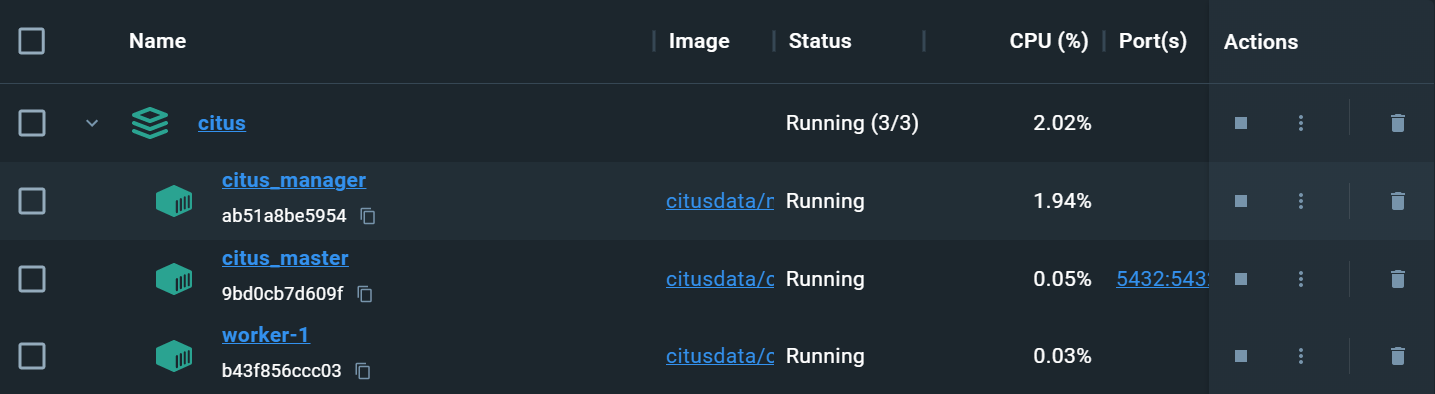 Name Image Status CPU (%) Port(s) Actions
citus Running (3/3) 2.02%
citus_manager
ab51a8be5954 citusdata/ Running 1.94%
citus_master
9bd0cb7d609f citusdata/c Running 0.05% 5432:543
worker-1
b43f856ccc03 citusdata/c Running 0.03%